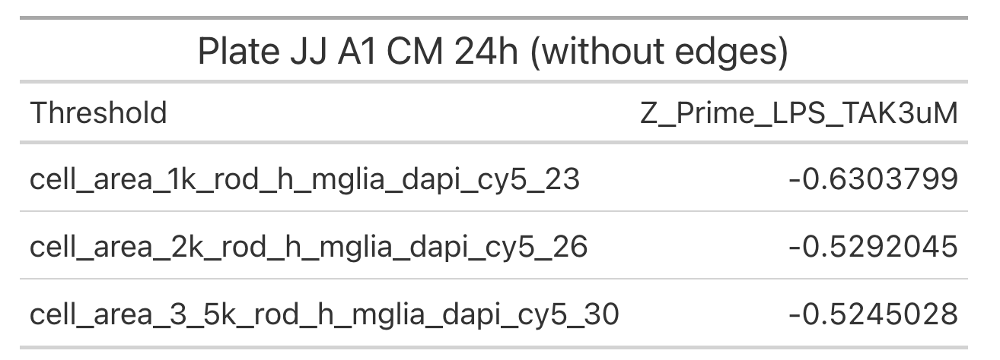 Plate JJ A1 CM 24h (without edges)
Threshold Z_Prime_LPS_TAK3uM
cell_area_1k_rod_h_mglia_dapi_cy5_23 -0.6303799
cell_area_2k_rod_h_mglia_dapi_cy5_26 -0.5292045
cell_area_3_5k_rod_h_mglia_dapi_cy5_30 -0.5245028